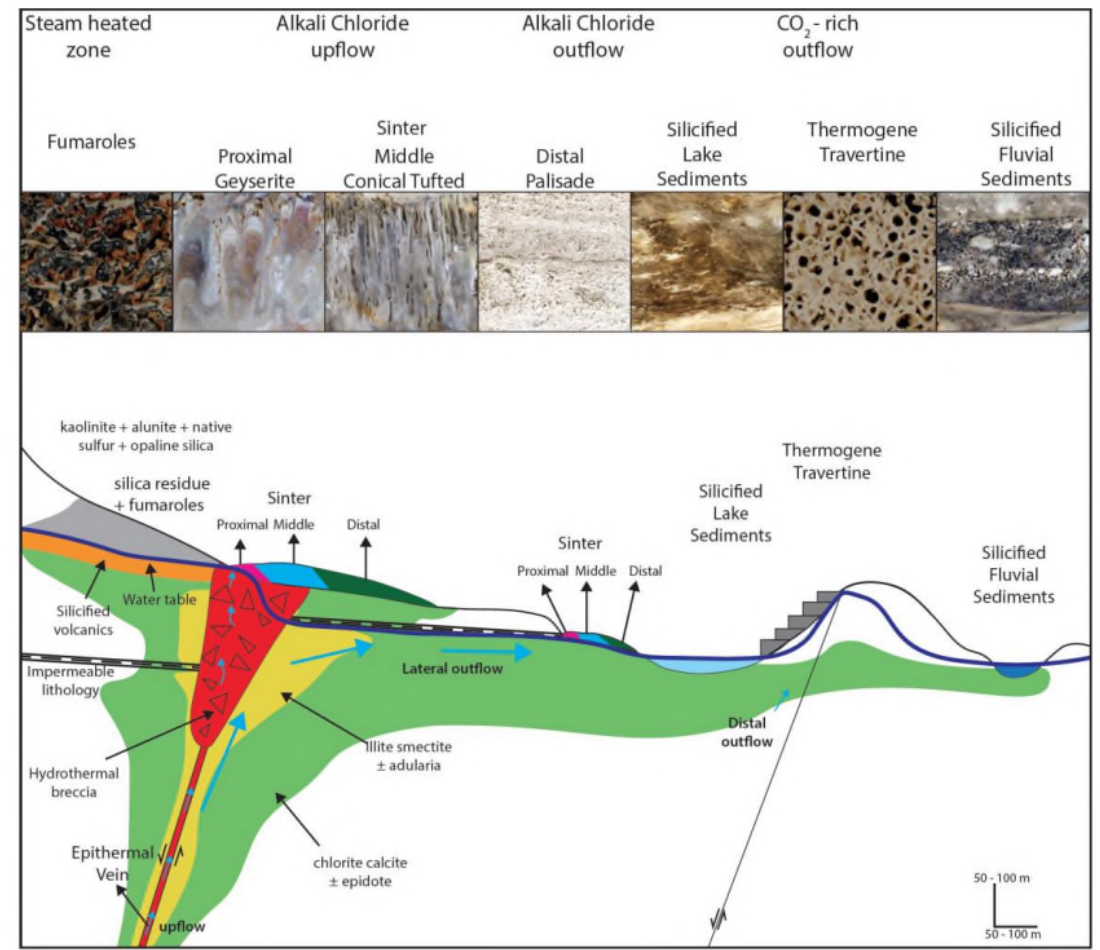 Steam heated
zone
Alkali Chloride
upflow
Alkali Chloride
outflow
CO2- rich
outflow
Fumaroles
Sinter
Proximal
Geyserite
Middle
Conical Tufted
Distal
Palisade
Silicified
Lake
Sediments
Thermogene
Travertine
Silicified
Fluvial
Sediments
kaolinite + alunite + native
sulfur + opaline silica
silica residue
+ fumaroles
Sinter
Proximal Middle Distal
Silicified
volcanics
Water table
Impermeable
lithology
Hydrothermal
breccia
Epithermal
Vein
upflow
Lateral outflow
Illite smectite
± adularia
chlorite calcite
± epidote
Sinter
Proximal Middle Distal
Silicified
Lake
Sediments
Thermogene
Travertine
Silicified
Fluvial
Sediments
Distal
outflow
50 - 100 m
50 - 100 m